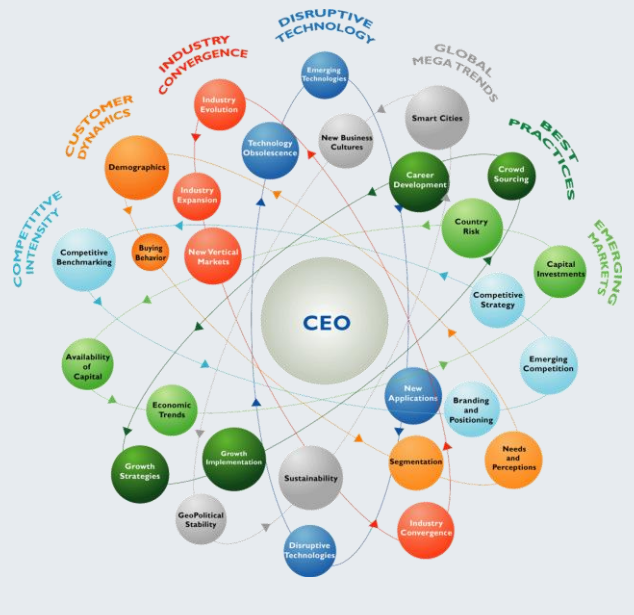 DISRUPTIVE
TECHNOLOGY
INDUSTRY
CONVERGENCE
GLOBAL
MEGA TRENDS
CUSTOMER
DYNAMICS
BEST
PRACTICES
COMPETITIVE
INTENSITY
EMERGING
MARKETS
Emerging
Technologies
Industry
Evolution
Smart Cities
Technology
Obsolescence
New Business
Cultures
Demographics
Career
Development
Crowd
Sourcing
Industry
Expansion
Country
Risk
Competitive
Benchmarking
Buying
Behavior
New Vertical
Markets
Capital
Investments
Competitive
Strategy
CEO
Availability
of
Capital
Emerging
Competition
New
Applications
Economic
Trends
Branding
and
Positioning
Growth
Strategies
Growth
Implementation
Segmentation
Needs
and
Perceptions
Sustainability
GeoPolitical
Stability
Industry
Convergence
Disruptive
Technologies